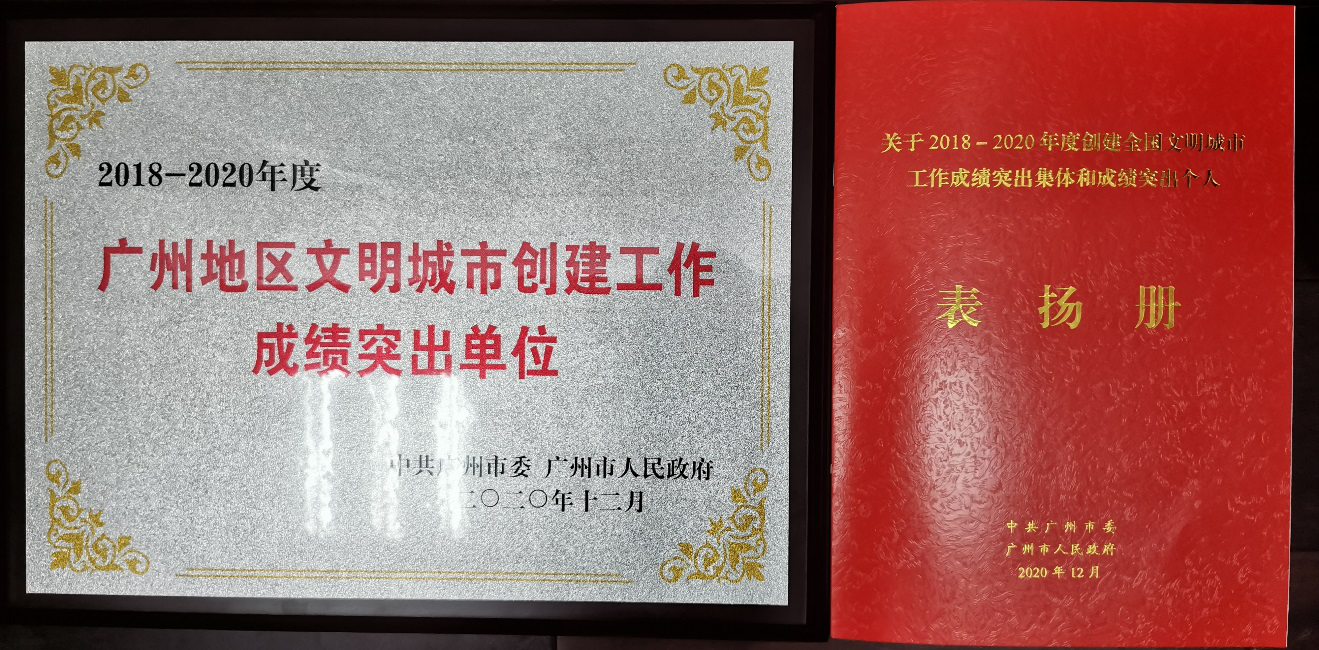 2018-2020年度
广州地区文明城市创建工作
成绩突出单位
中共广州市委 广州市人民政府
二〇二〇年十二月
关于2018-2020年度创建全国文明城市
工作成绩突出集体和成绩突出个人
表扬册
中共广州市委
广州市人民政府
2020年12月